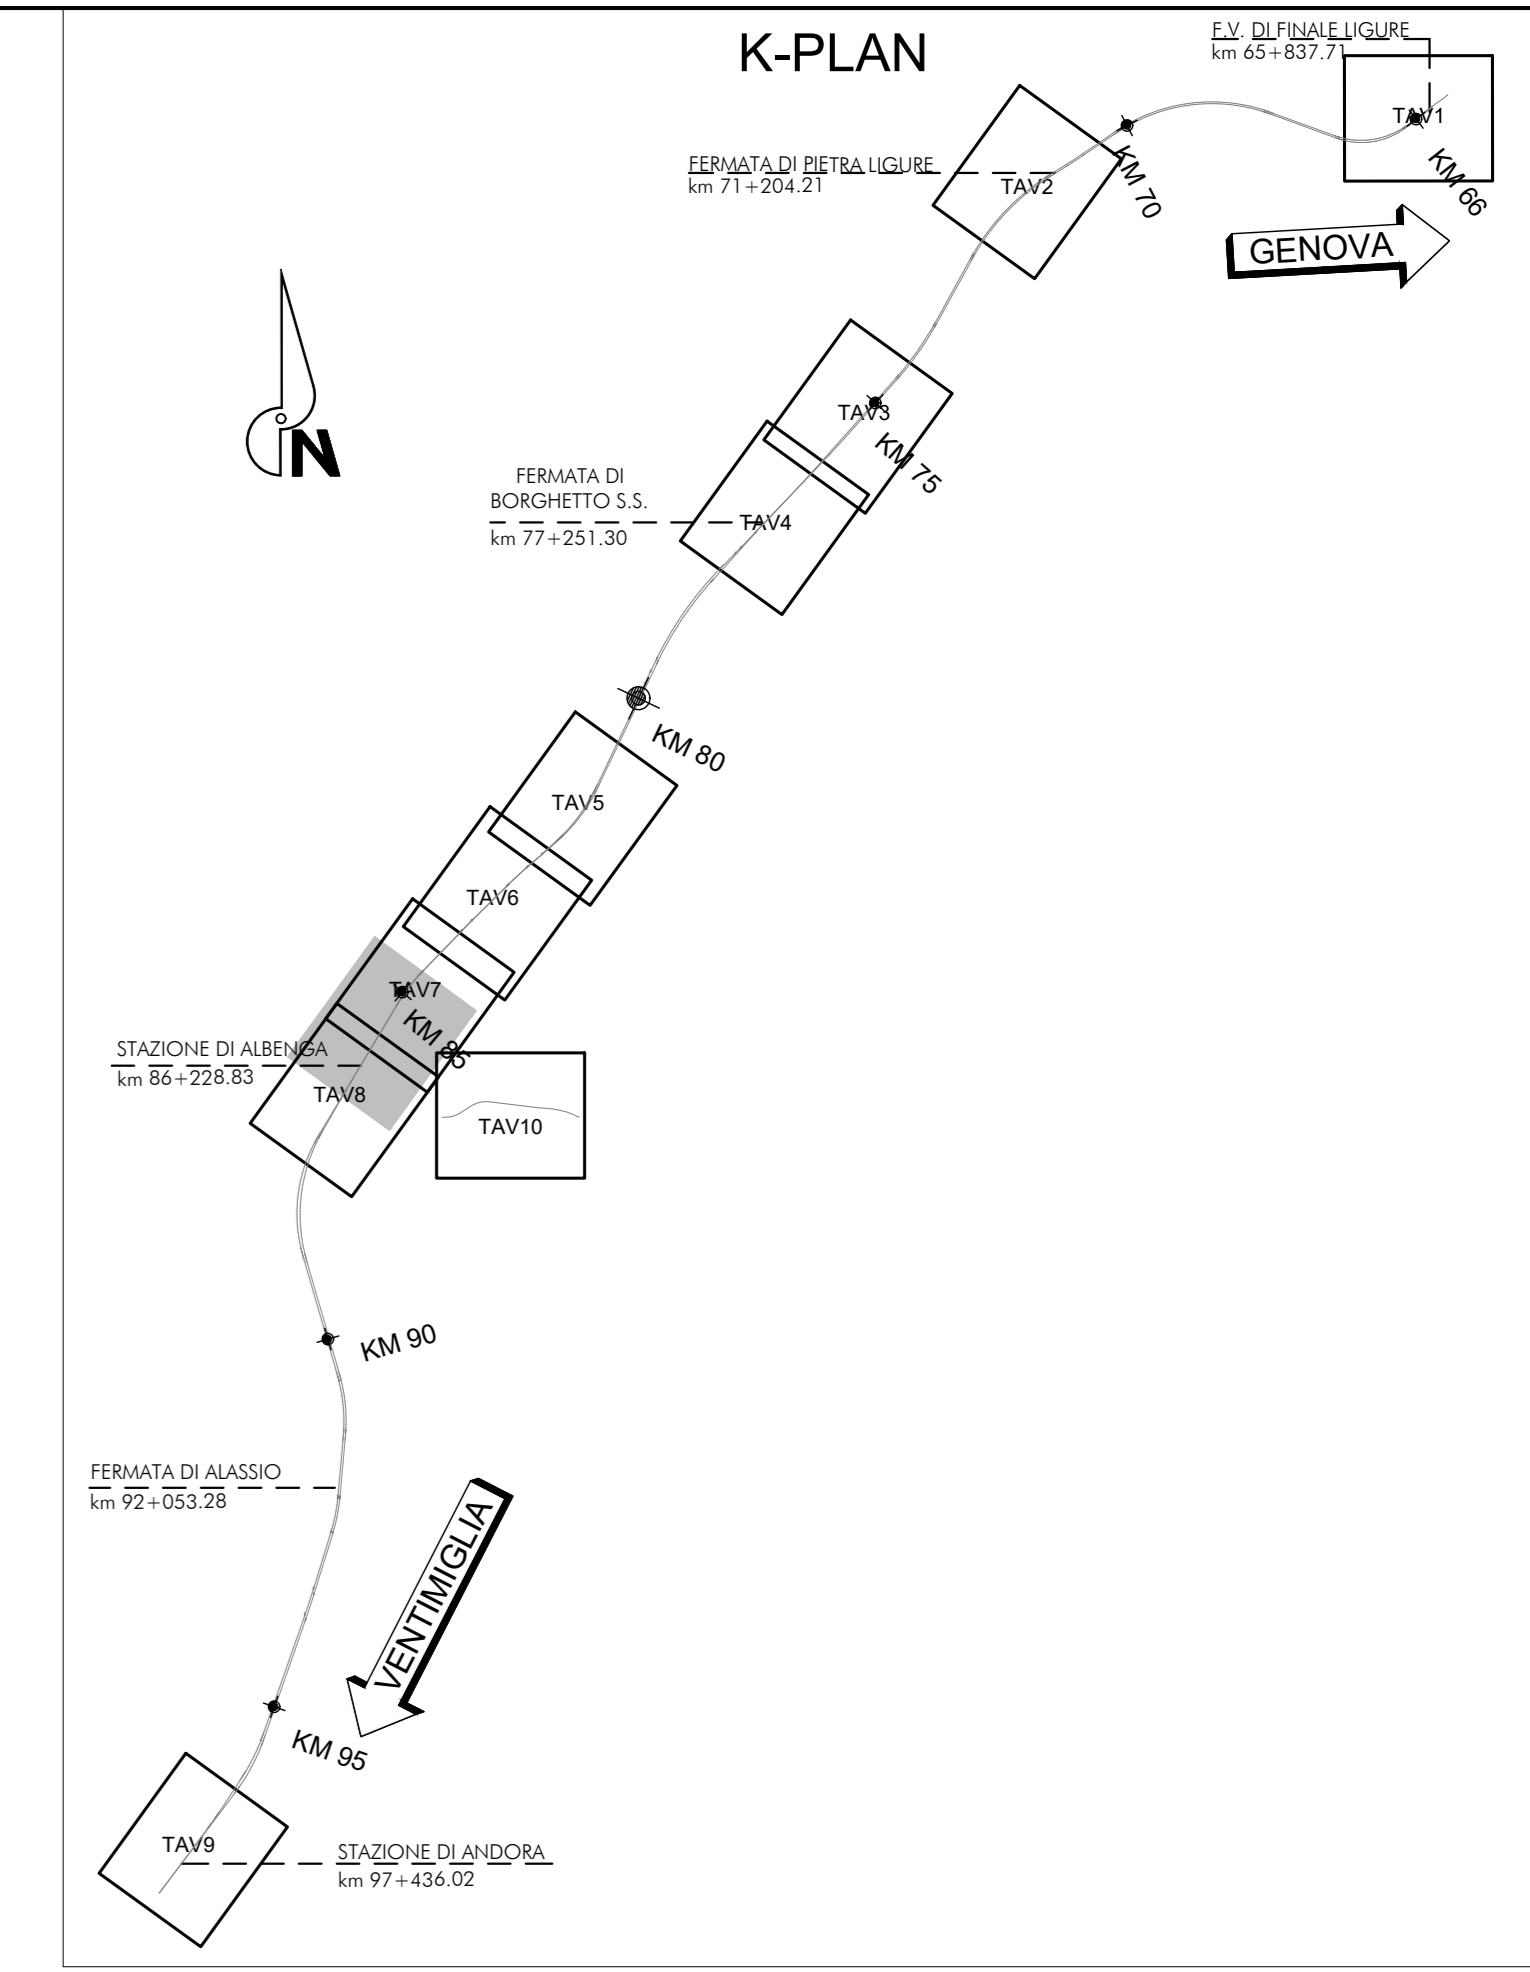 K-PLAN
F.V. DI FINALE LIGURE
km 65+837.71
TAV1
KM 66
KM 70
FERMATA DI PIETRA LIGURE
km 71+204.21
TAV2
GENOVA
N
TAV3
KM 75
FERMATA DI
BORGHETTO S.S.
km 77+251.30
TAV4
KM 80
TAV5
TAV6
TAV7
KM 85
STAZIONE DI ALBENGA
km 86+228.83
TAV8
TAV10
KM 90
FERMATA DI ALASSIO
km 92+053.28
VENTIMIGLIA
KM 95
TAV9
STAZIONE DI ANDORA
km 97+436.02